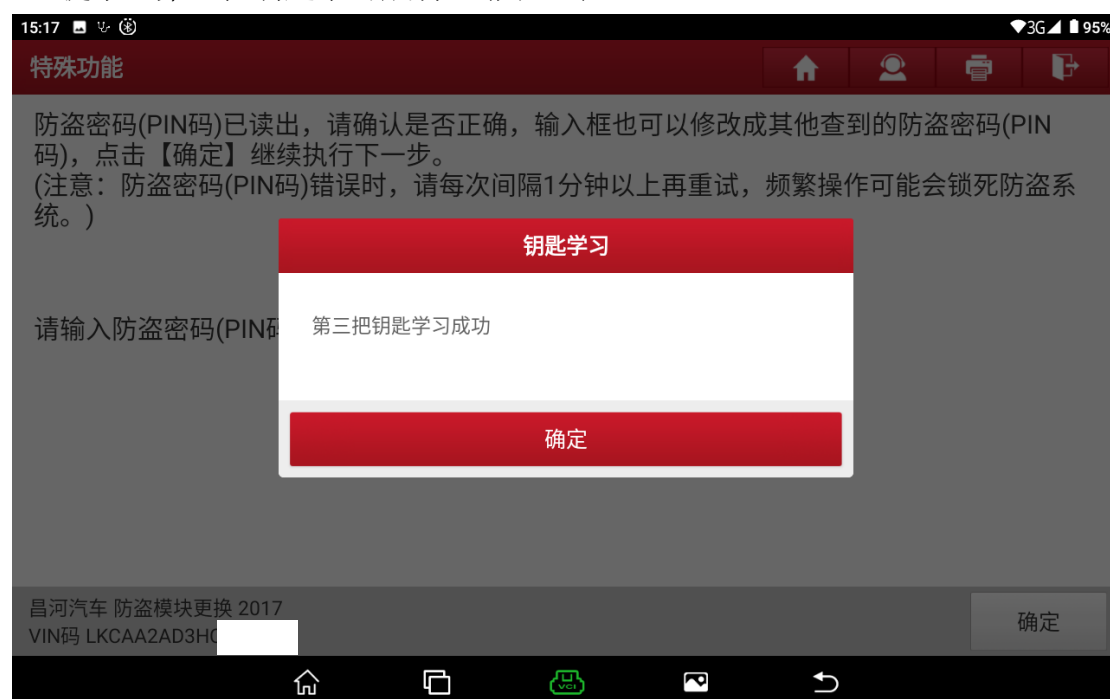 15:17
3G 95%
特殊功能
防盗密码(PIN码)已读出，请确认是否正确，输入框也可以修改成其他查到的防盗密码(PIN
码)，点击【确定】继续执行下一步。
(注意：防盗密码(PIN码)错误时，请每次间隔1分钟以上再重试，频繁操作可能会锁死防盗系
统。)
钥匙学习
请输入防盗密码(PIN
第三把钥匙学习成功
确定
昌河汽车 防盗模块更换 2017
VIN码 LKCAA2AD3H
确定
VCI